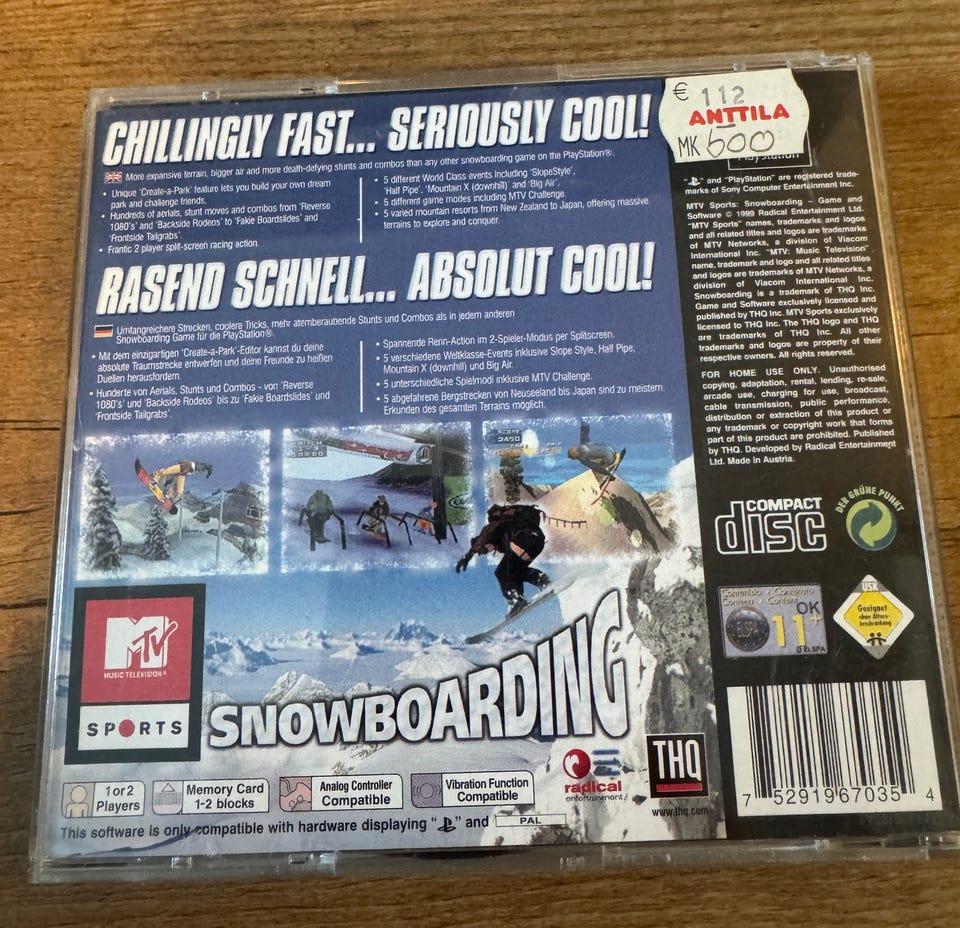 CHILLINGLY FAST... SERIOUSLY COOL!
More expansive terrain, bigger air and more death-defying stunts and combos than any other snowboarding game on the PlayStation®.
• Unique 'Create-a-Park' feature lets you build your own dream
park and challenge friends.
• Hundreds of aerials, stunt moves and combos from 'Reverse
1080's' and 'Backside Rodeos' to 'Fakie Boardslides' and
'Frontside Tailgrabs'.
• Frantic 2 player split-screen racing action.
• 5 different World Class events including 'SlopeStyle',
'Half Pipe', 'Mountain X (downhill) and 'Big Air'.
• 5 different game modes including MTV Challenge.
• 5 varied mountain resorts from New Zealand to Japan, offering massive
terrains to explore and conquer.
RASEND SCHNELL... ABSOLUT COOL!
Umfangreichere Strecken, coolere Tricks, mehr atemberaubende Stunts und Combos als in jedem anderen
Snowboarding Game für die PlayStation®.
• Mit dem einzigartigen 'Create-a-Park'-Editor kannst du deine
absolute Traumstrecke entwerfen und deine Freunde zu heißen
Duellen herausfordern.
• Hunderte von Aerials, Stunts und Combos - von 'Reverse
1080's' und 'Backside Rodeos' bis zu 'Fakie Boardslides' und
'Frontside Tailgrabs'.
• Spannende Renn-Action im 2-Spieler-Modus per Splitscreen.
• 5 verschiedene Weltklasse-Events inklusive Slope Style, Half Pipe,
Mountain X (downhill) und Big Air.
• 5 unterschiedliche Spielmodi inklusive MTV Challenge.
• 5 abgefahrene Bergstrecken von Neuseeland bis Japan sind zu meistern.
Erkunden des gesamten Terrains möglich.
SCORE
2450
MTV
MUSIC TELEVISION®
SPORTS
SNOWBOARDING
1 or 2
Players
Memory Card
1-2 blocks
Analog Controller
Compatible
Vibration Function
Compatible
radical
entertainment
THQ
www.thq.com
This software is only compatible with hardware displaying "PS" and PAL
€ 112
ANTTILA
MK 600
PlayStation
"PS" and "PlayStation" are registered trade-
marks of Sony Computer Entertainment Inc.
MTV Sports: Snowboarding – Game and
Software © 1999 Radical Entertainment Ltd.
"MTV Sports" names, trademarks and logos
and all related titles and logos are trademarks
of MTV Networks, a division of Viacom
International Inc. "MTV: Music Television"
name, trademark and logo and all related titles
and logos are trademarks of MTV Networks, a
division of Viacom International Inc.
Snowboarding is a trademark of THQ Inc.
Game and Software exclusively licensed and
published by THQ Inc. MTV Sports exclusively
licensed to THQ Inc. The THQ logo and THQ
are trademarks of THQ Inc. All other
trademarks and logos are property of their
respective owners. All rights reserved.
FOR HOME USE ONLY. Unauthorised
copying, adaptation, rental, lending, re-sale,
arcade use, charging for use, broadcast,
cable transmission, public performance,
distribution or extraction of this product or
any trademark or copyright work that forms
part of this product are prohibited. Published
by THQ. Developed by Radical Entertainment
Ltd. Made in Austria.
COMPACT
disc
DER GRÜNE PUNKT
Contenido • Contenuto
Contenu • Content
ELSPA
OK
11+
© ELSPA
USK
Geeignet
ohne Alters-
beschränkung
7 5291967035 4